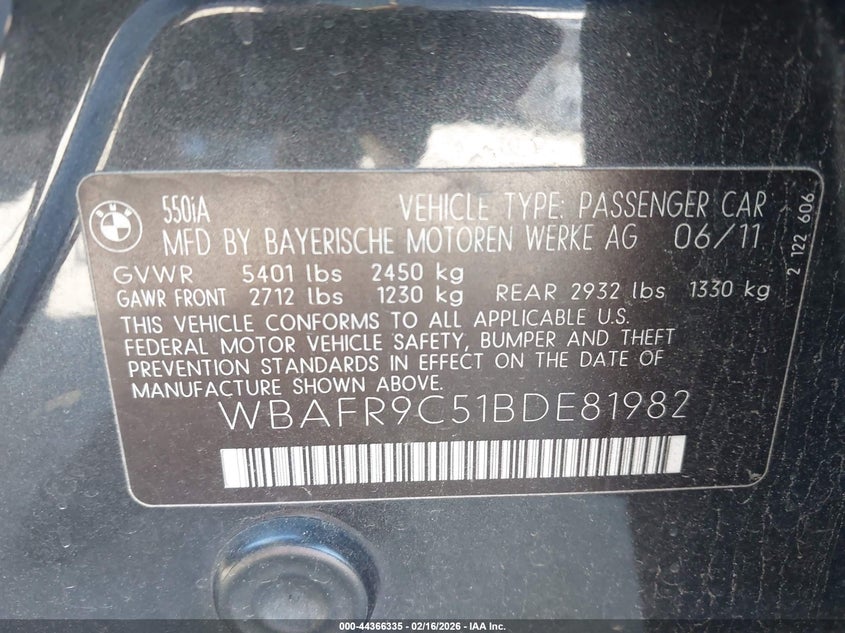 BMW
550iA VEHICLE TYPE: PASSENGER CAR
MFD BY BAYERISCHE MOTOREN WERKE AG 06/11
GVWR 5401 lbs 2450 kg
GAWR FRONT 2712 lbs 1230 kg REAR 2932 lbs 1330 kg
THIS VEHICLE CONFORMS TO ALL APPLICABLE U.S.
FEDERAL MOTOR VEHICLE SAFETY, BUMPER AND THEFT
PREVENTION STANDARDS IN EFFECT ON THE DATE OF
MANUFACTURE SHOWN ABOVE.
WBAFR9C51BDE81982
2 122 606
000-44366335 - 02/16/2026 - IAA Inc.